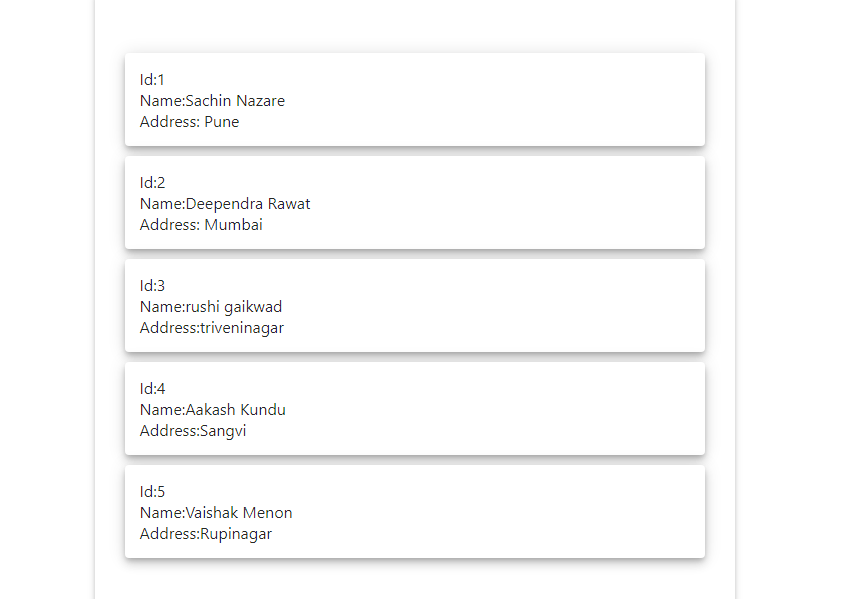 Id:1
Name:Sachin Nazare
Address: Pune
Id:2
Name:Deependra Rawat
Address: Mumbai
Id:3
Name:rushi gaikwad
Address:triveninagar
Id:4
Name:Aakash Kundu
Address:Sangvi
Id:5
Name:Vaishak Menon
Address:Rupinagar